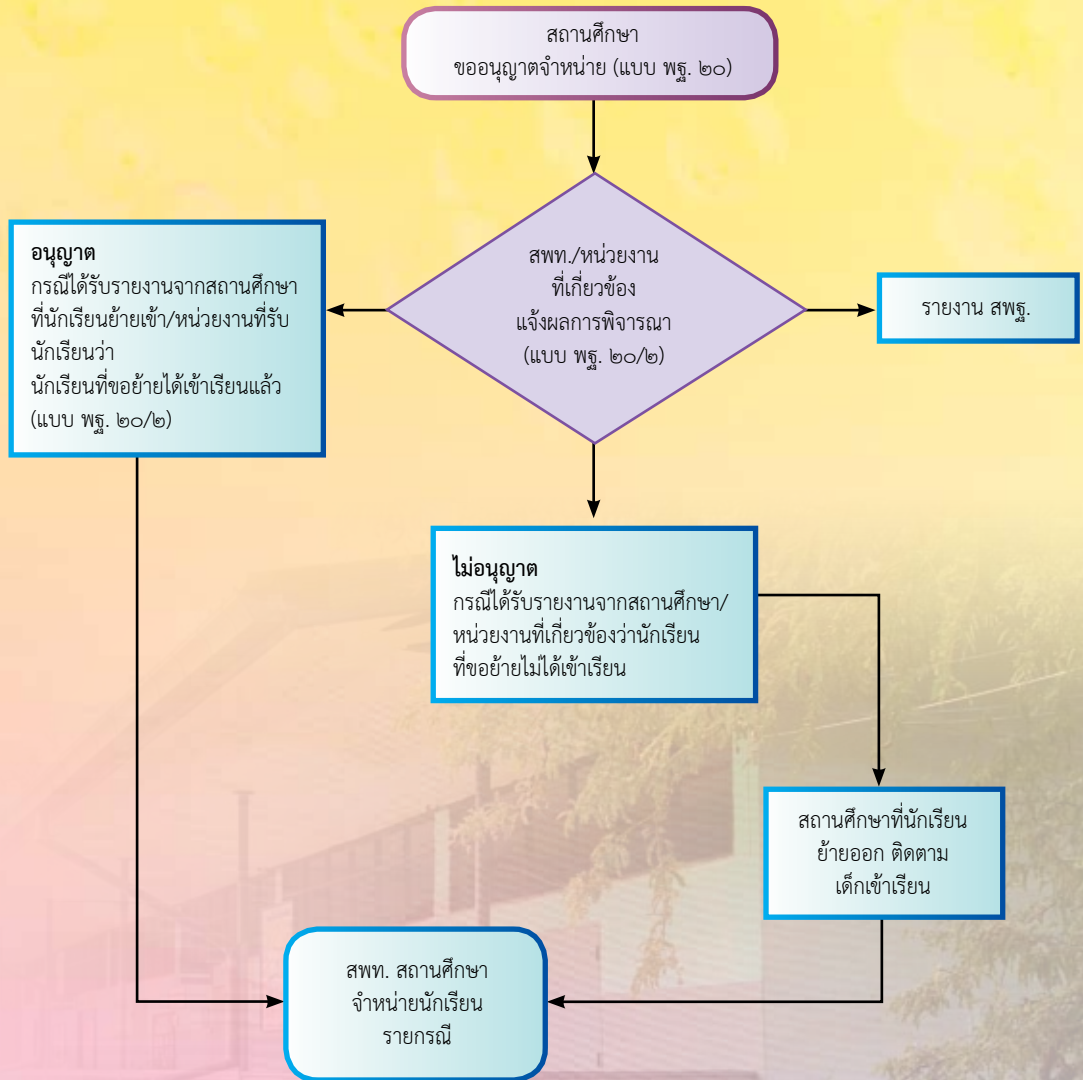 สถานศึกษา
ขออนุญาตจำหน่าย (แบบ พฐ. ๒๐)
สพท./หน่วยงาน
ที่เกี่ยวข้อง
แจ้งผลการพิจารณา
(แบบ พฐ. ๒๐/๒)
อนุญาต
กรณีได้รับรายงานจากสถานศึกษา
ที่นักเรียนย้ายเข้า/หน่วยงานที่รับ
นักเรียนว่า
นักเรียนที่ขอย้ายได้เข้าเรียนแล้ว
(แบบ พฐ. ๒๐/๒)
รายงาน สพฐ.
ไม่อนุญาต
กรณีได้รับรายงานจากสถานศึกษา/
หน่วยงานที่เกี่ยวข้องว่านักเรียน
ที่ขอย้ายไม่ได้เข้าเรียน
สถานศึกษาที่นักเรียน
ย้ายออก ติดตาม
เด็กเข้าเรียน
สพท. สถานศึกษา
จำหน่ายนักเรียน
รายกรณี